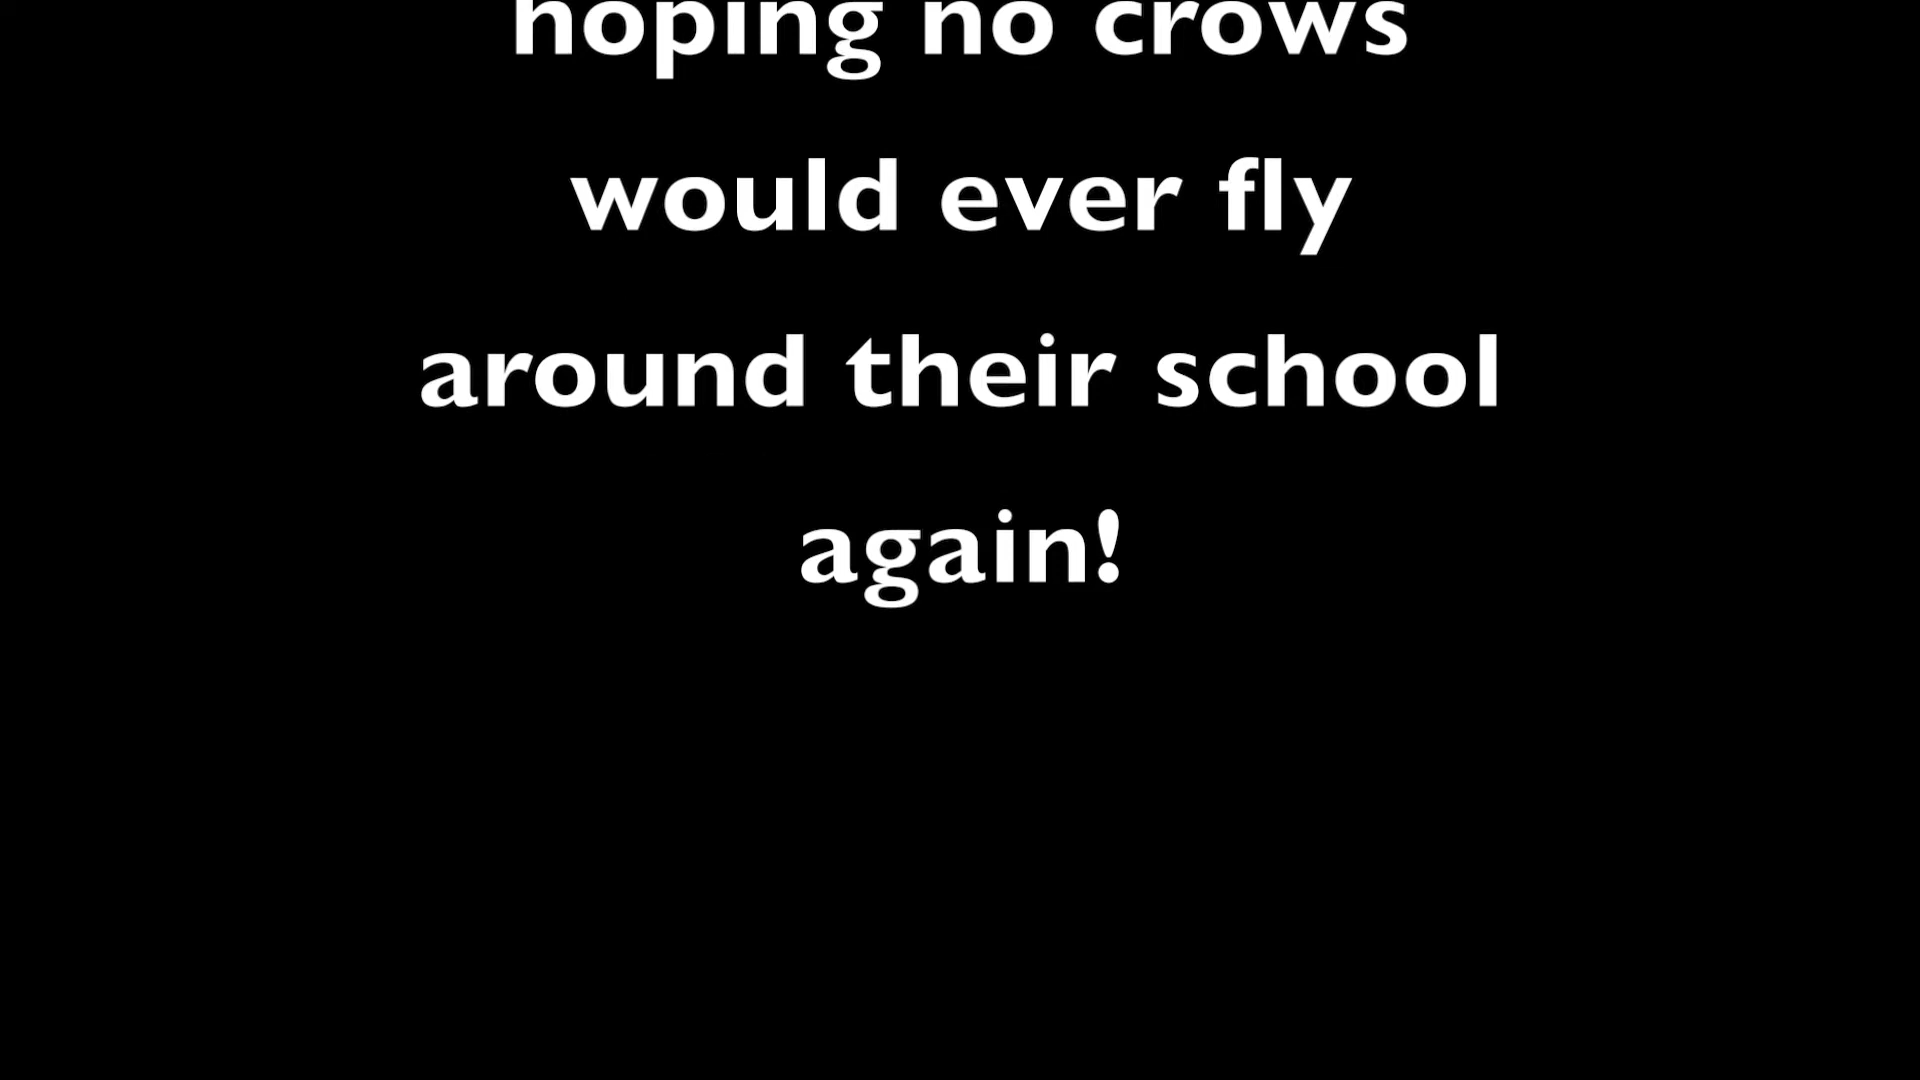 hoping no crows
would ever fly
around their school
again!